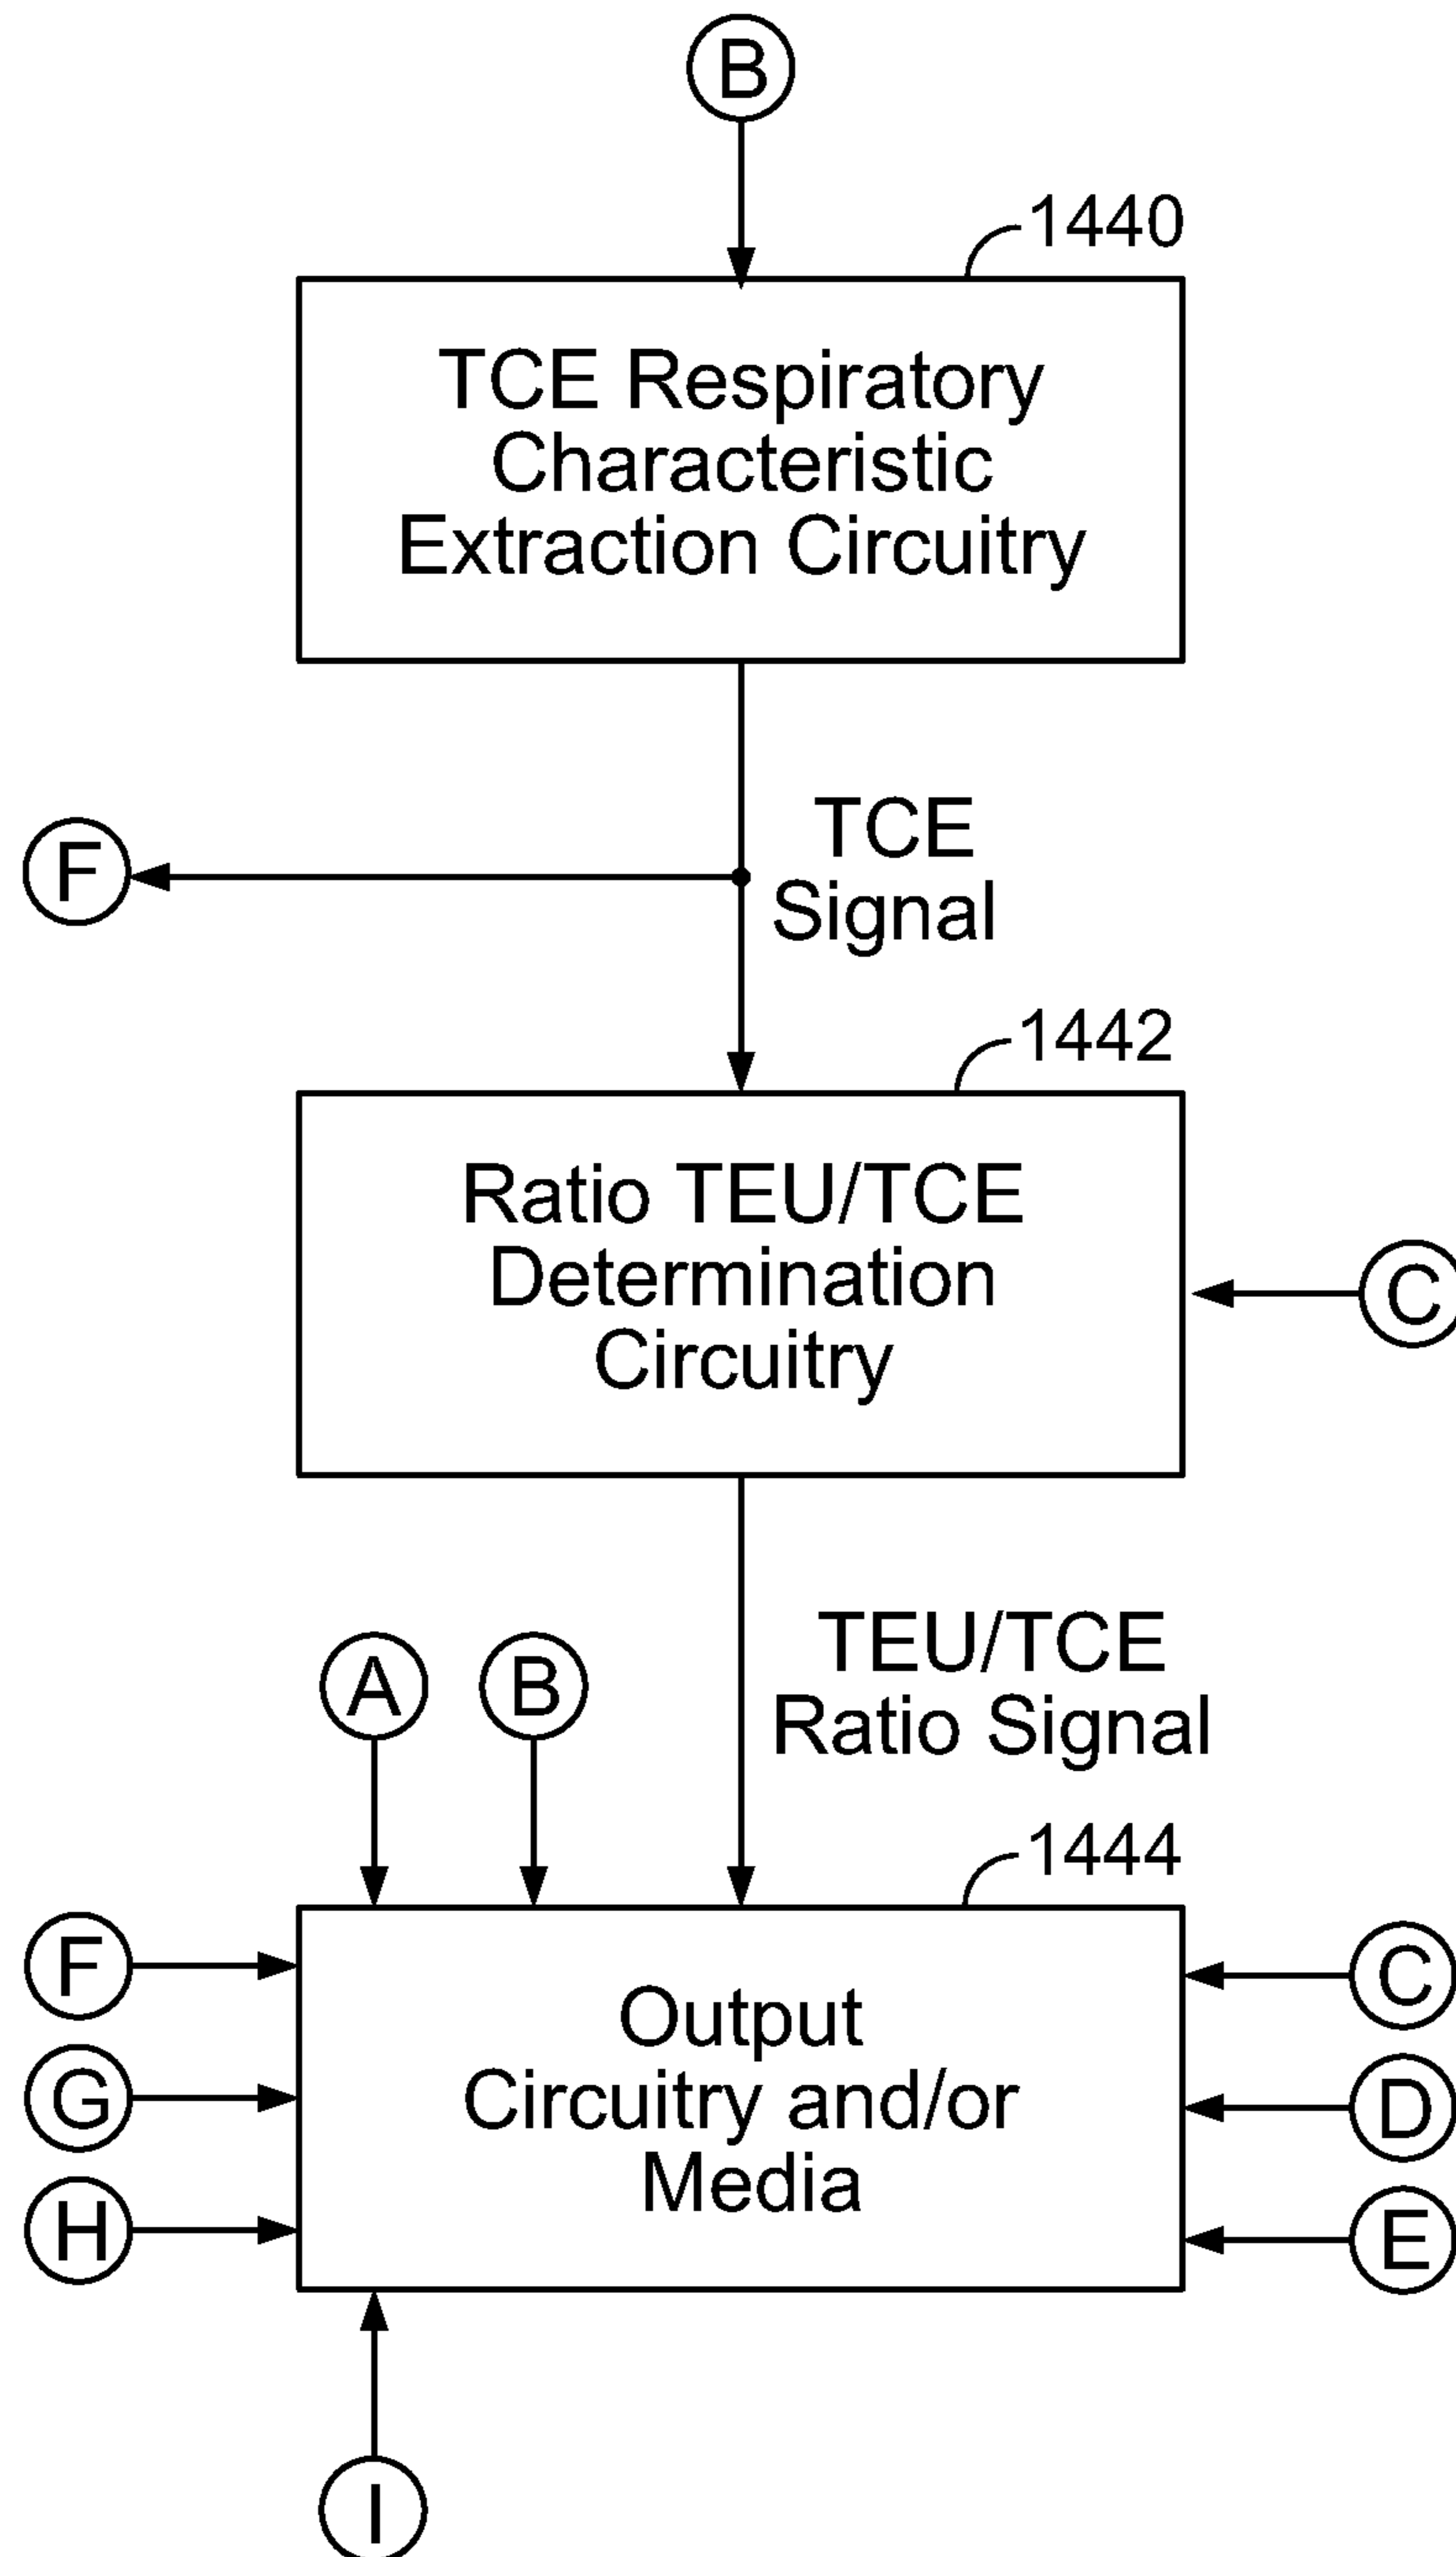 B
1440
TCE Respiratory
Characteristic
Extraction Circuitry
F
TCE
Signal
1442
Ratio TEU/TCE
Determination
Circuitry
C
TEU/TCE
Ratio Signal
A
B
1444
F
G
H
Output
Circuitry and/or
Media
C
D
E
I